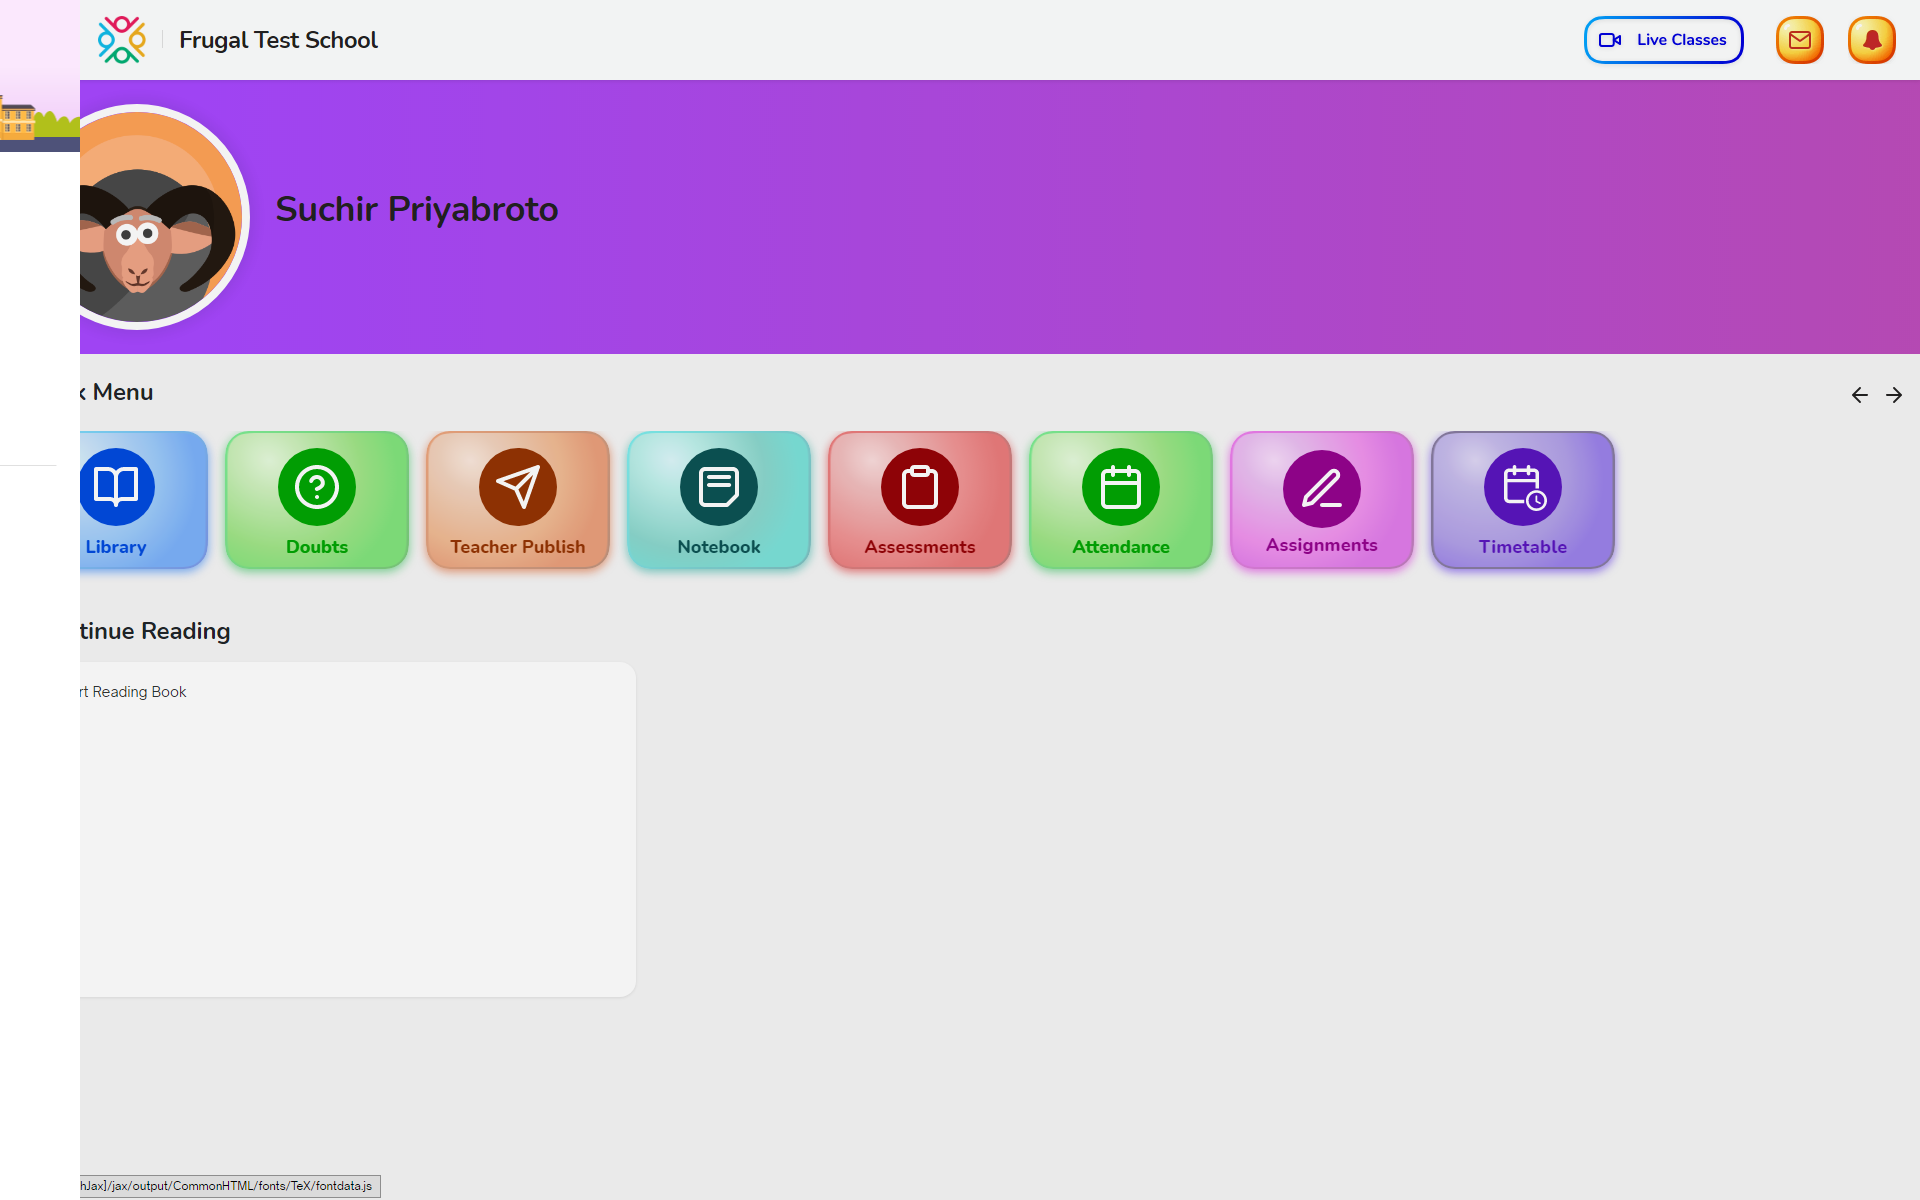 Frugal Test School
Live Classes
Suchir Priyabroto
Menu
Library
Doubts
Teacher Publish
Notebook
Assessments
Attendance
Assignments
Timetable
tinue Reading
rt Reading Book
hJax]/jax/output/CommonHTML/fonts/TeX/fontdata.js